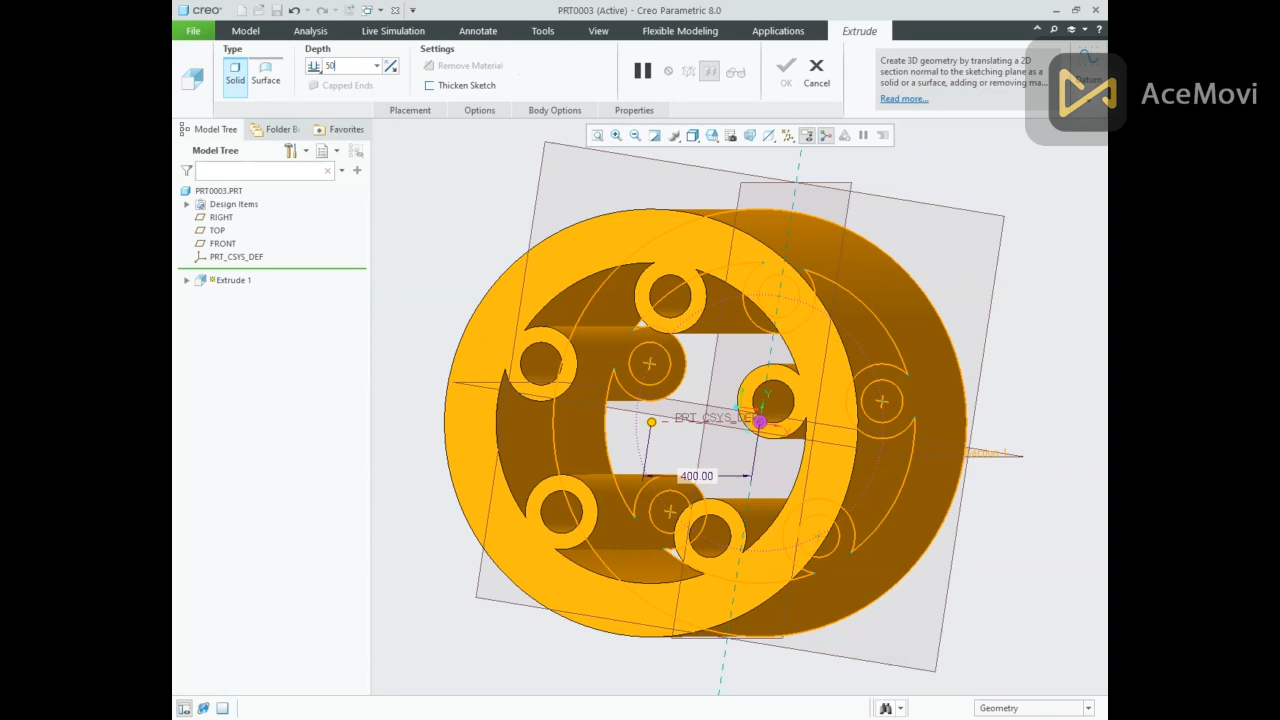 creo
PRT0003 (Active) - Creo Parametric 8.0
File Model Analysis Live Simulation Annotate Tools View Flexible Modeling Applications Extrude
Type Depth Settings
50
Remove Material
Solid Surface
Capped Ends
Thicken Sketch
OK Cancel
Create 3D geometry by translating a 2D
section normal to the sketching plane as a
solid or a surface, adding or removing ma...
Read more...
Datum
AceMovi
Placement Options Body Options Properties
Model Tree Folder B Favorites
Model Tree
PRT0003.PRT
Design Items
RIGHT
TOP
FRONT
PRT_CSYS_DEF
Extrude 1
PRT_CSYS_DEF
Y
400.00
Geometry